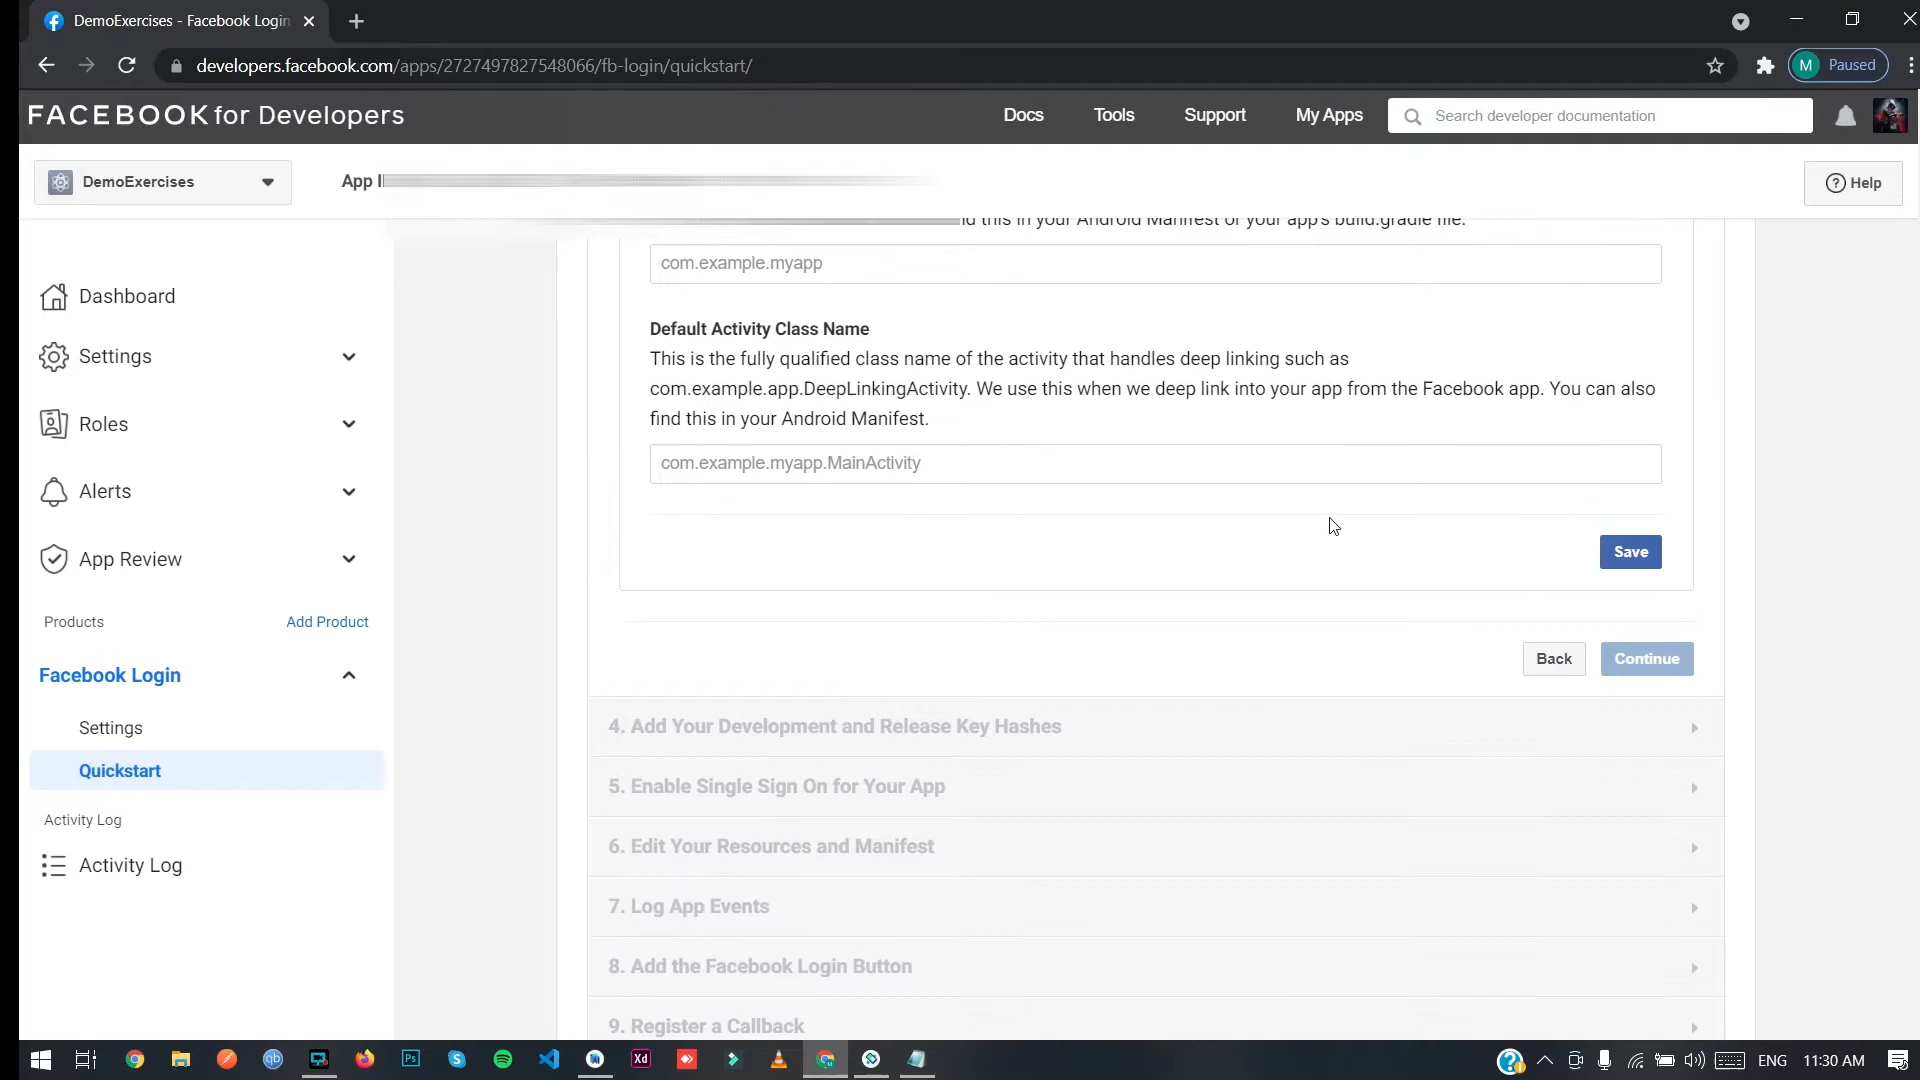 DemoExercises - Facebook Login
developers.facebook.com/apps/2727497827548066/fb-login/quickstart/
M Paused
FACEBOOK for Developers
Docs
Tools
Support
My Apps
Search developer documentation
DemoExercises
App
Help
this in your Android Manifest or your app's build.gradle file.
com.example.myapp
Dashboard
Settings
Roles
Alerts
App Review
Products
Add Product
Facebook Login
Settings
Quickstart
Activity Log
Activity Log
Default Activity Class Name
This is the fully qualified class name of the activity that handles deep linking such as
com.example.app.DeepLinkingActivity. We use this when we deep link into your app from the Facebook app. You can also
find this in your Android Manifest.
com.example.myapp.MainActivity
Save
Back
Continue
4. Add Your Development and Release Key Hashes
5. Enable Single Sign On for Your App
6. Edit Your Resources and Manifest
7. Log App Events
8. Add the Facebook Login Button
9. Register a Callback
qb
Ps
Xd
ENG
11:30 AM